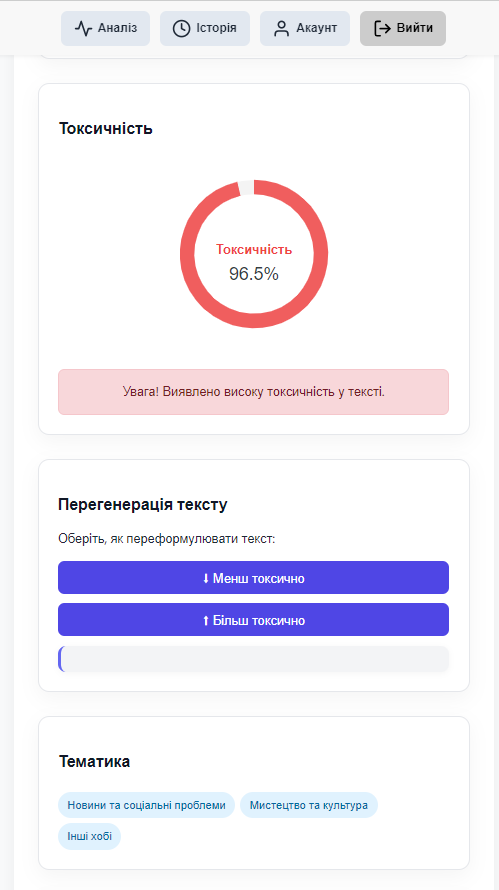 Аналіз Історія Акаунт Вийти
Токсичність
Токсичність
96.5%
Увага! Виявлено високу токсичність у тексті.
Перегенерація тексту
Оберіть, як переформулювати текст:
⬇ Менш токсично
⬆ Більш токсично
Тематика
Новини та соціальні проблеми Мистецтво та культура
Інші хобі